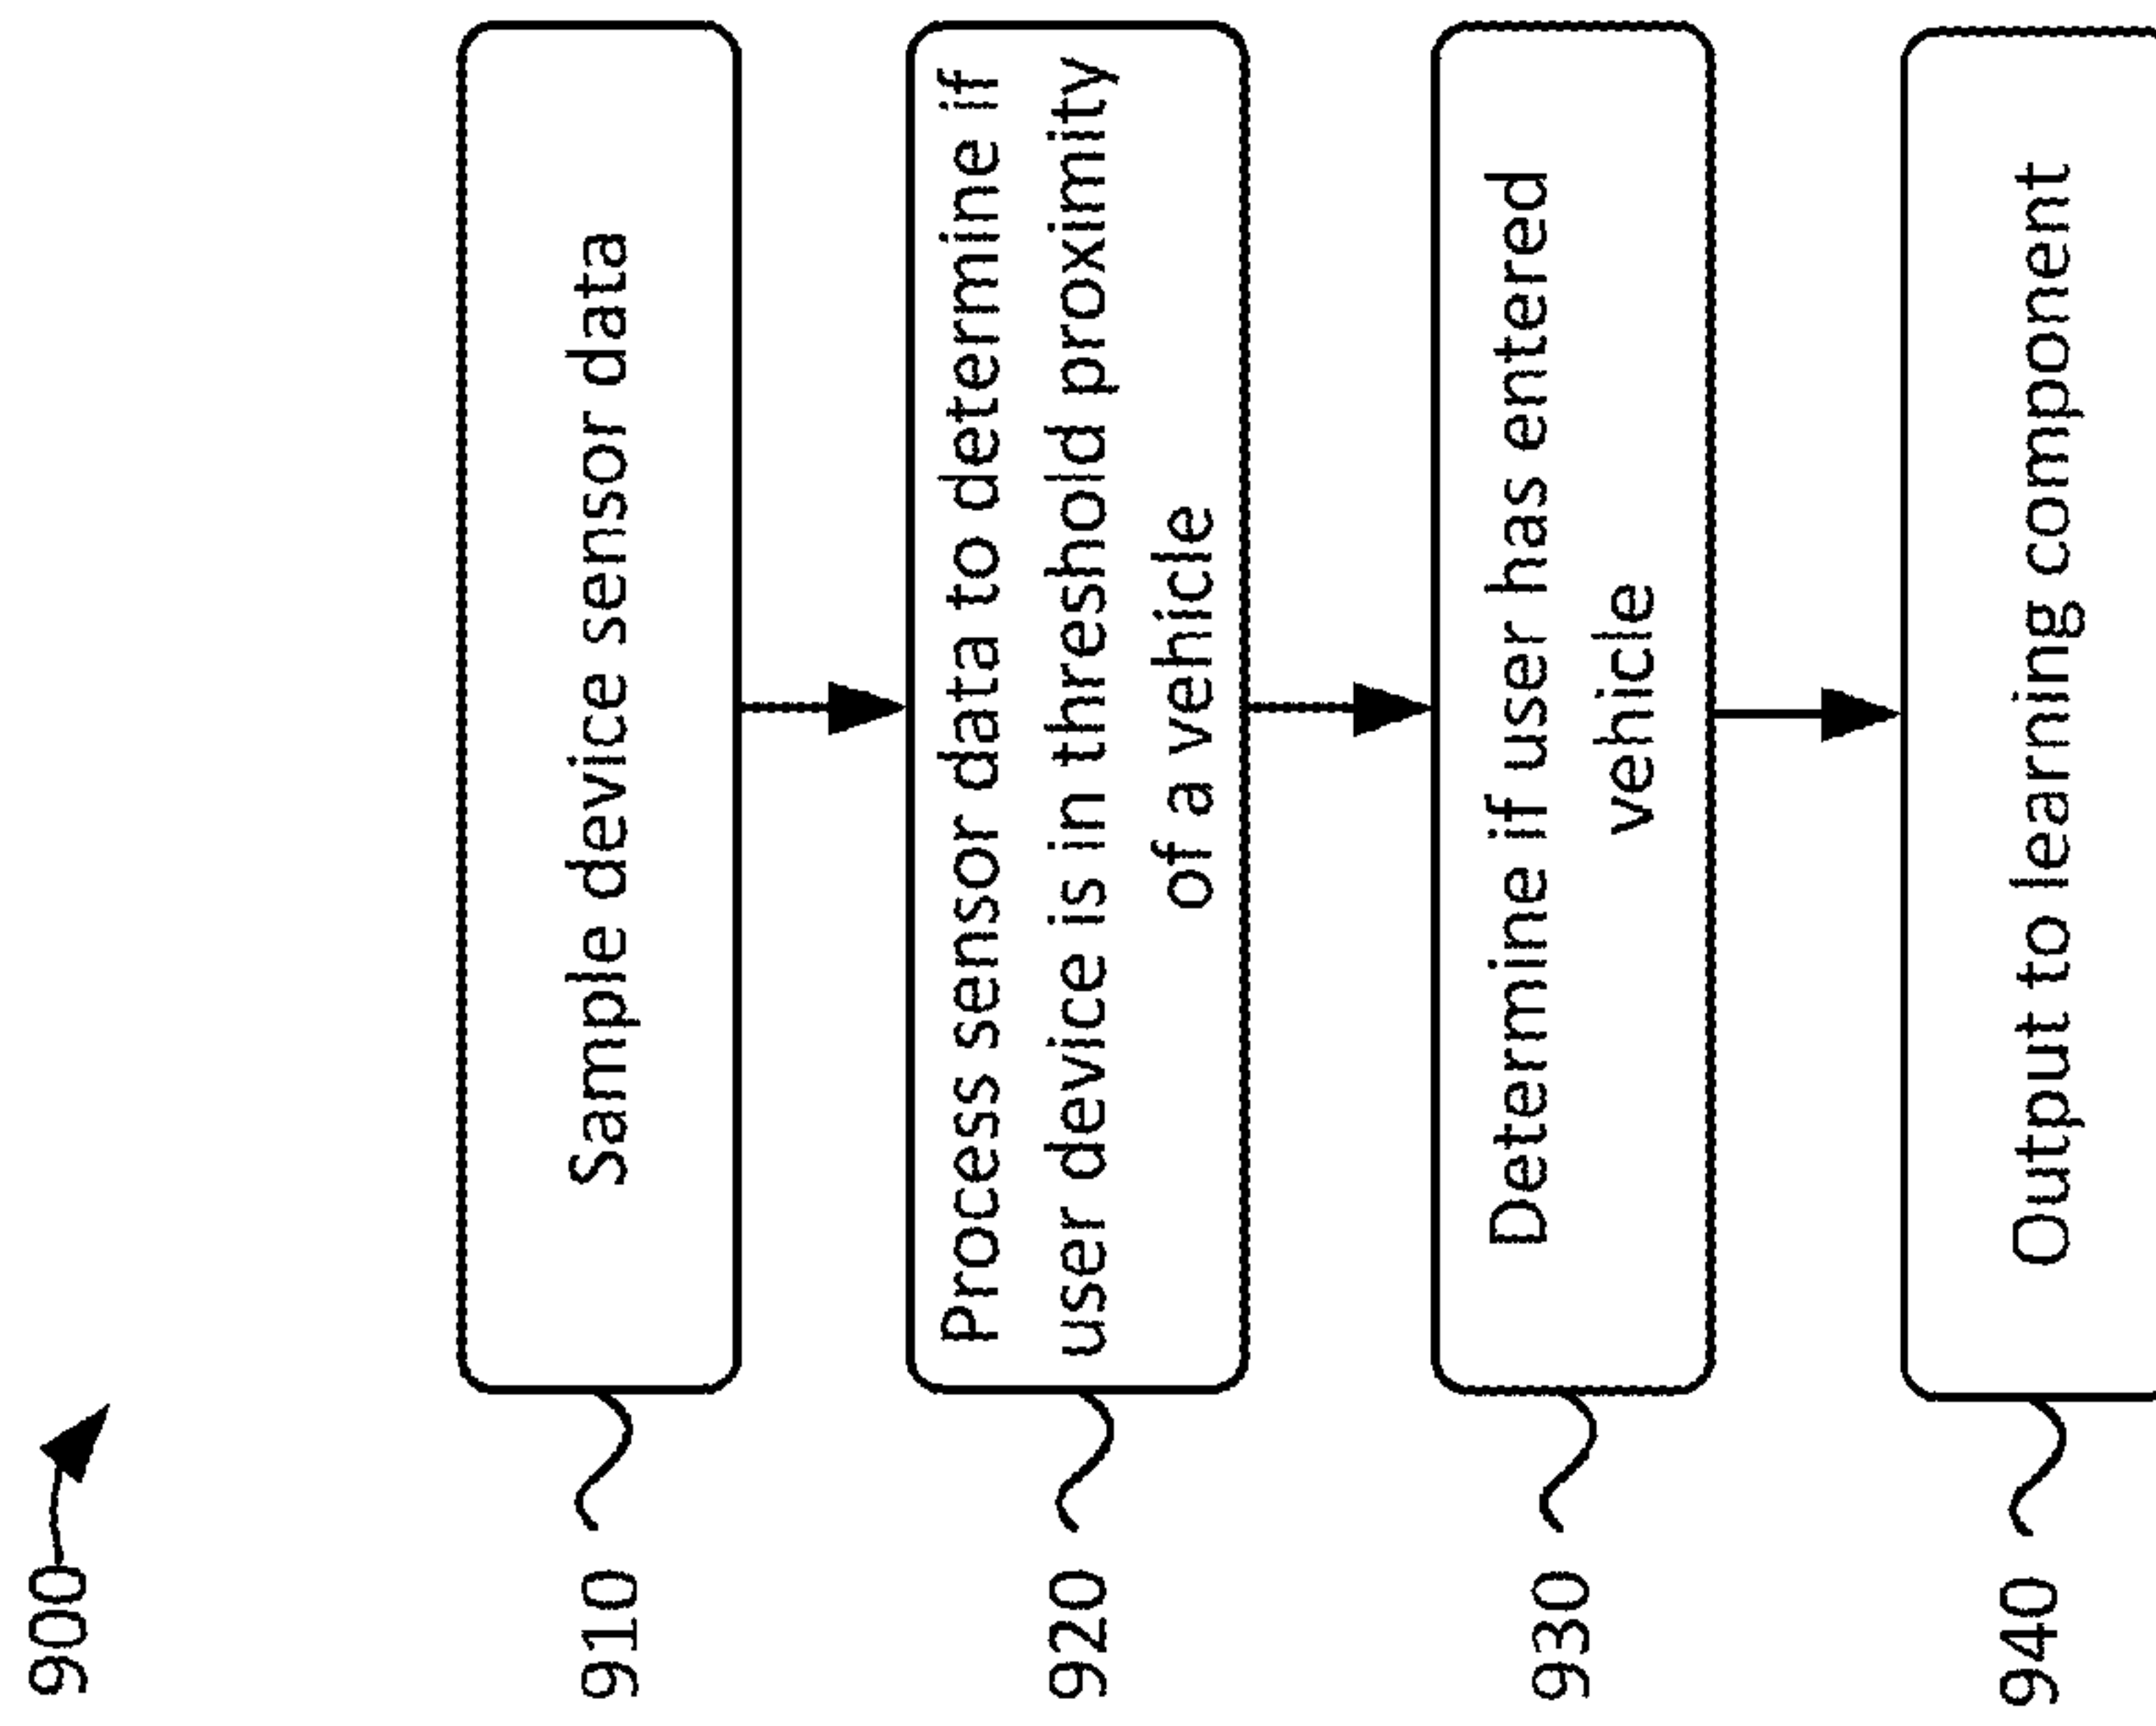 900
910
Sample device sensor data
920
Process sensor data to determine if
user device is in threshold proximity
of a vehicle
930
Determine if user has entered
vehicle
940
Output to learning component